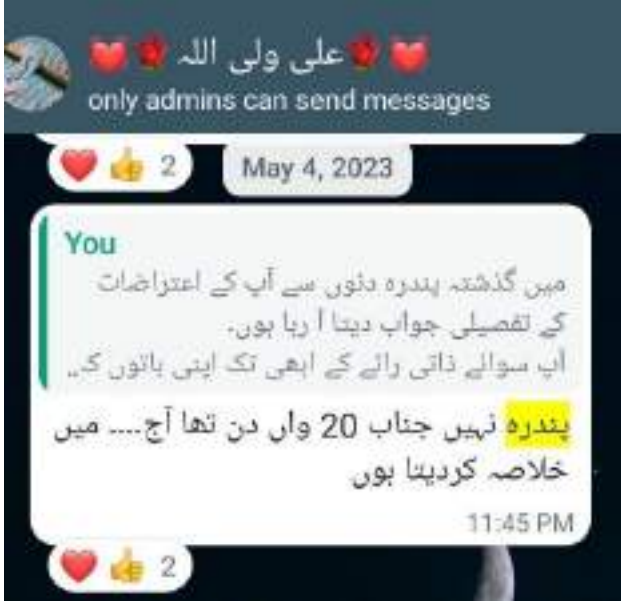 ❤️🌹علی ولی اللہ🌹❤️
only admins can send messages
❤️👍 2
May 4, 2023
You
میں گذشتہ پندرہ دنوں سے آپ کے اعتراضات
کے تفصیلی جواب دیتا آ رہا ہوں۔
آپ سوائے ذاتی رائے کے ابھی تک اپنی باتوں کـ…
پندرہ نہیں جناب 20 واں دن تھا آج.... میں
خلاصہ کردیتا ہوں
11:45 PM
❤️👍 2